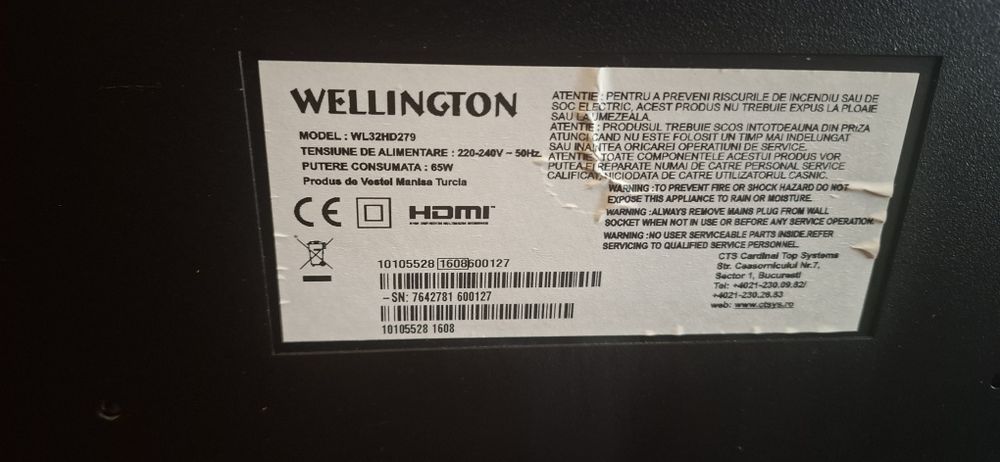 WELLINGTON
MODEL : WL32HD279
TENSIUNE DE ALIMENTARE : 220-240V ~ 50Hz
PUTERE CONSUMATA : 65W
Produs de Vestel Manisa Turcia
CE
HDMI
10105528 1608600127
-SN: 7642781 600127
10105528 1608
ATENTIE : PENTRU A PREVENI RISCURILE DE INCENDIU SAU DE
SOC ELECTRIC, ACEST PRODUS NU TREBUIE EXPUS LA PLOAIE
SAU LA UMEZEALA.
ATENTIE : PRODUSUL TREBUIE SCOS INTOTDEAUNA DIN PRIZA
ATUNCI CAND NU ESTE FOLOSIT UN TIMP MAI INDELUNGAT
SAU INAINTEA ORICAREI OPERATIUNI DE SERVICE.
ATENTIE: TOATE COMPONENTELE ACESTUI PRODUS VOR
PUTEA FI REPARATE NUMAI DE CATRE PERSONAL SERVICE
CALIFICAT, NICIODATA DE CATRE UTILIZATORUL CASNIC.
WARNING :TO PREVENT FIRE OR SHOCK HAZARD DO NOT
EXPOSE THIS APPLIANCE TO RAIN OR MOISTURE.
WARNING :ALWAYS REMOVE MAINS PLUG FROM WALL
SOCKET WHEN NOT IN USE OR BEFORE ANY SERVICE OPERATION
WARNING :NO USER SERVICEABLE PARTS INSIDE.REFER
SERVICING TO QUALIFIED SERVICE PERSONNEL.
CTS Cardinal Top Systems
Str. Ceasornicului Nr.7,
Sector 1, Bucuresti
Tel: +4021-230.09.82/
+4021-230.28.83
web: www.ctsys.ro